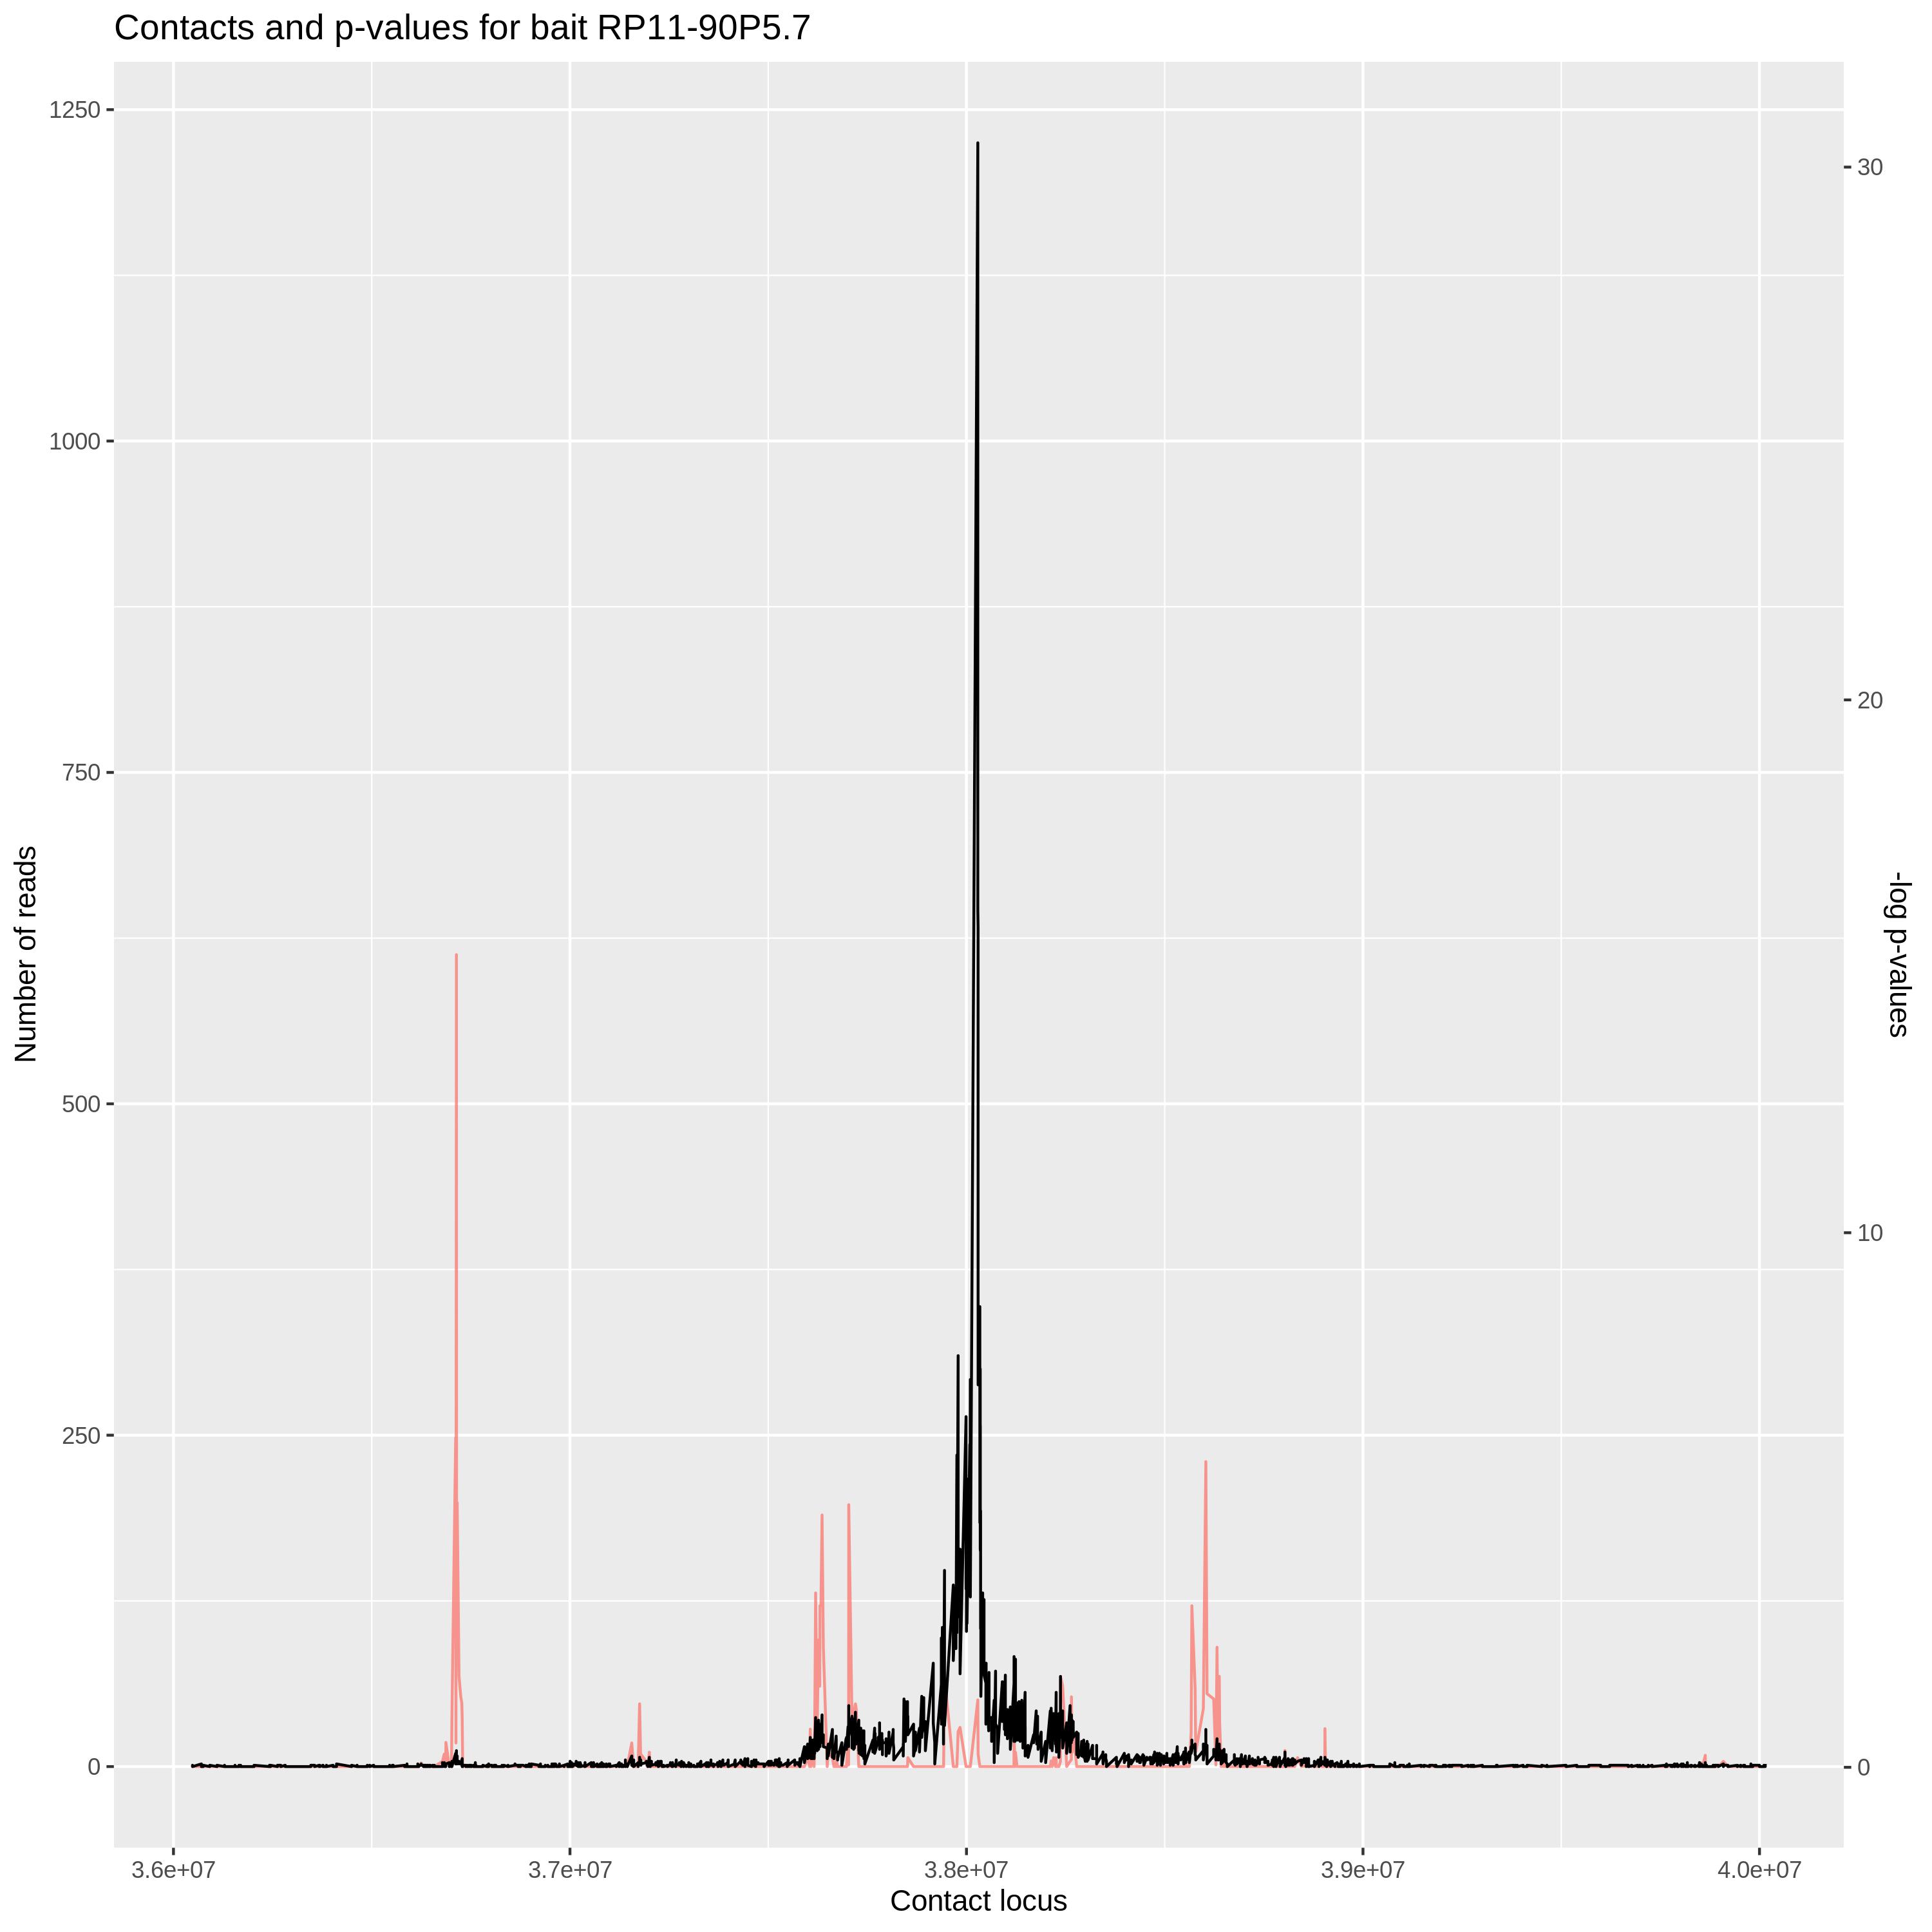 Contacts and p-values for bait RP11-90P5.7
1250
1000
750
500
250
0
Number of reads
30
20
10
0
-log p-values
3.6e+07
3.7e+07
3.8e+07
3.9e+07
4.0e+07
Contact locus